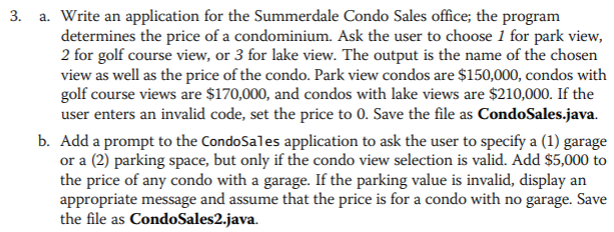 3. a. Write an application for the Summerdale Condo Sales office; the program
determines the price of a condominium. Ask the user to choose 1 for park view,
2 for golf course view, or 3 for lake view. The output is the name of the chosen
view as well as the price of the condo. Park view condos are $150,000, condos with
golf course views are $170,000, and condos with lake views are $210,000. If the
user enters an invalid code, set the price to 0. Save the file as CondoSales.java.
b. Add a prompt to the CondoSales application to ask the user to specify a (1) garage
or a (2) parking space, but only if the condo view selection is valid. Add $5,000 to
the price of any condo with a garage. If the parking value is invalid, display an
appropriate message and assume that the price is for a condo with no garage. Save
the file as CondoSales2.java.